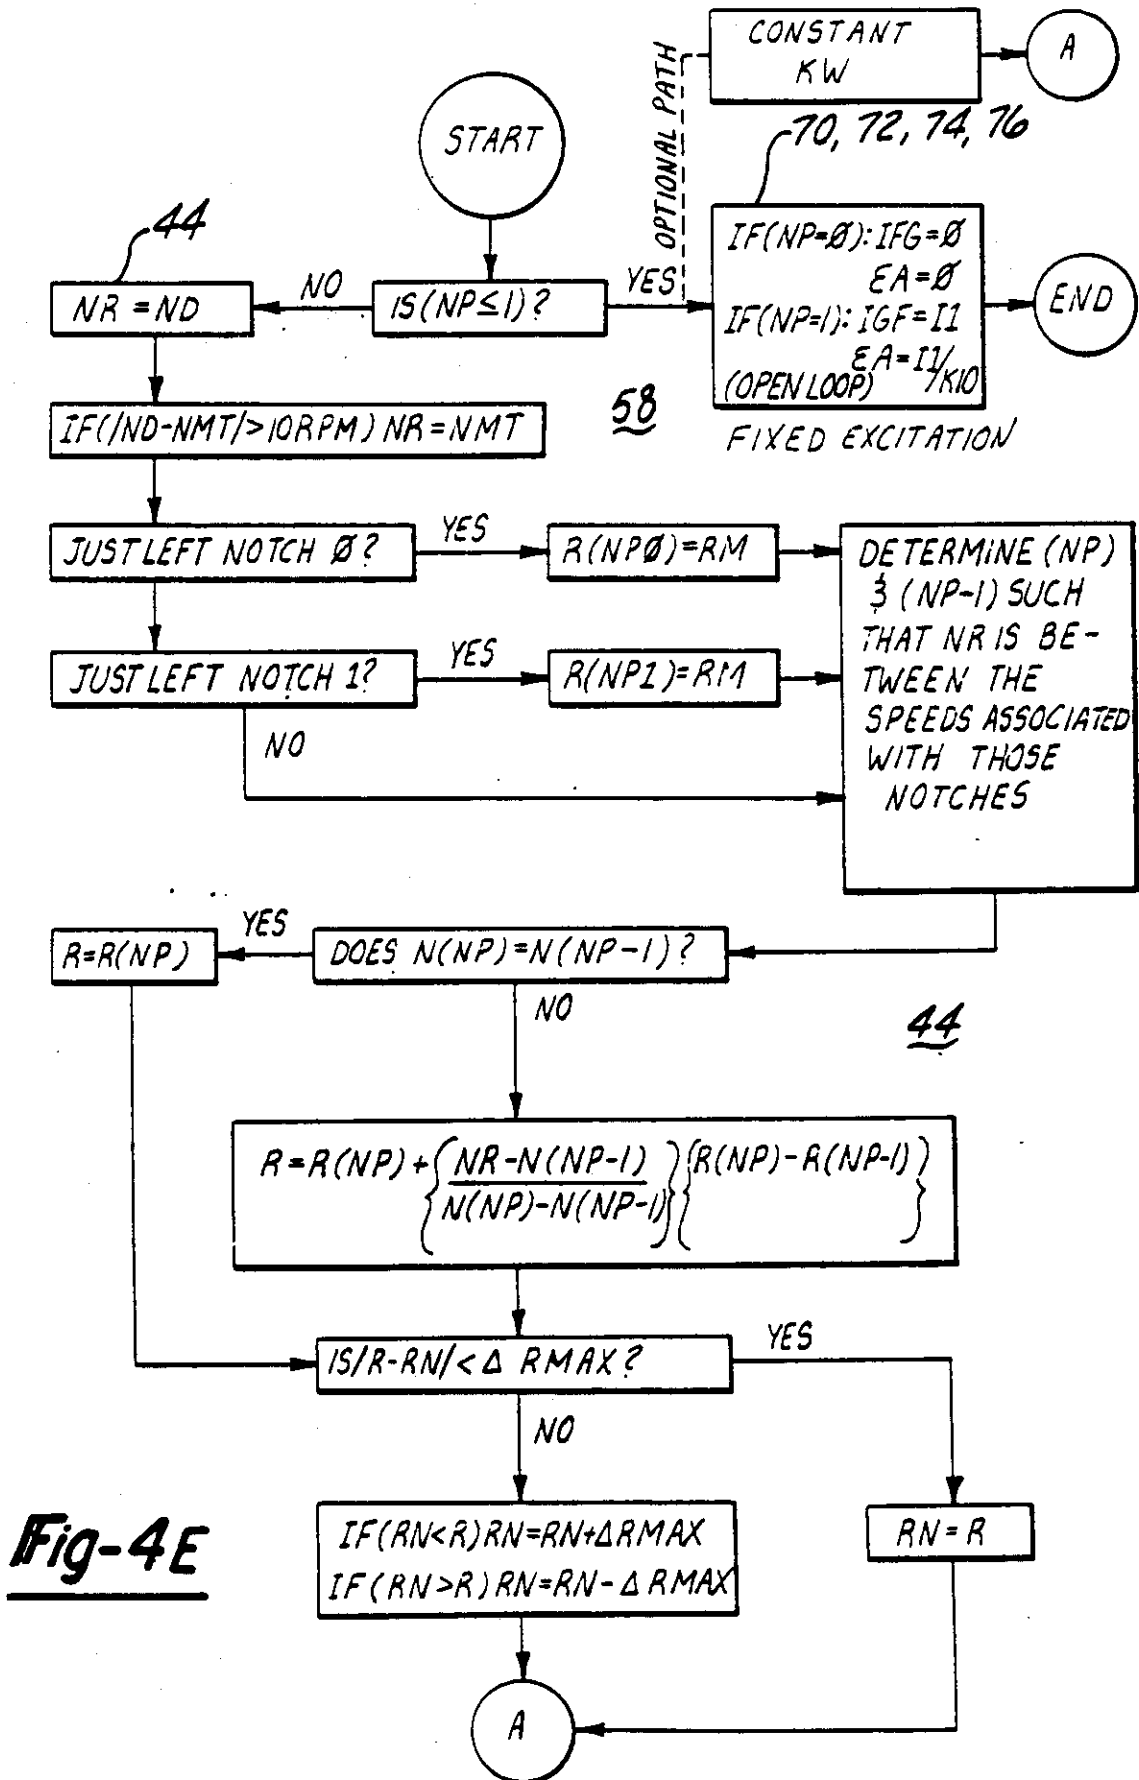 CONSTANT
KW
A
OPTIONAL PATH
START
70, 72, 74, 76
44
NO
NR = ND
IS (NP≤1)?
YES
IF(NP=Ø): IFG=Ø
EA=Ø
IF(NP=1): IGF=I1
EA=I1/K10
(OPEN LOOP)
END
58
FIXED EXCITATION
IF(/ND-NMT/>10RPM) NR=NMT
JUST LEFT NOTCH Ø?
YES
R(NPØ)=RM
DETERMINE (NP)
& (NP-1) SUCH
THAT NR IS BE-
TWEEN THE
SPEEDS ASSOCIATED
WITH THOSE
NOTCHES
JUST LEFT NOTCH 1?
YES
R(NP1)=RM
NO
YES
R=R(NP)
DOES N(NP)=N(NP-1)?
NO
44
R=R(NP)+{NR-N(NP-1)/N(NP)-N(NP-1)}{R(NP)-R(NP-1)}
IS/R-RN/<Δ RMAX?
YES
NO
IF(RN<R)RN=RN+ΔRMAX
IF(RN>R)RN=RN-Δ RMAX
RN=R
Fig-4E
A